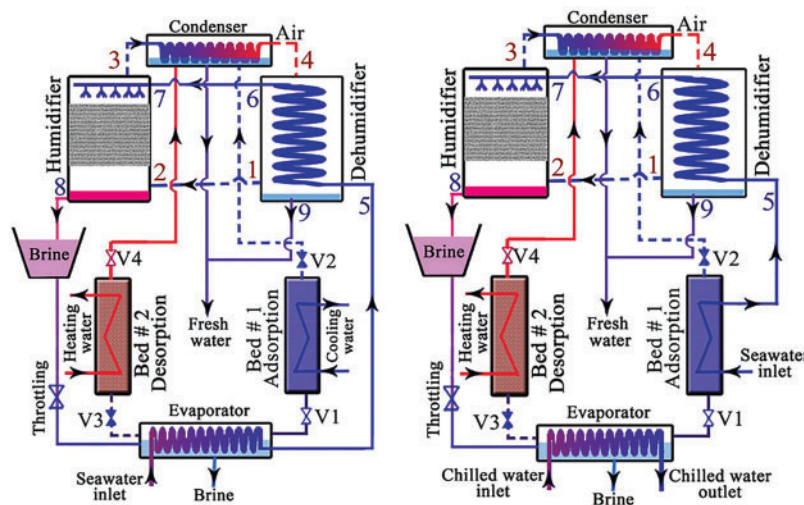 Condenser
Air
3
4
Humidifier
7
6
Dehumidifier
2
1
8
9
5
Brine
V4
V2
Heating
water
Bed # 2
Desorption
Fresh
water
Bed # 1
Adsorption
Cooling
water
Throttling
V3
Evaporator
V1
Seawater
inlet
Brine
Condenser
Air
3
4
Humidifier
7
6
Dehumidifier
2
1
8
9
5
Brine
V4
V2
Heating
water
Bed # 2
Desorption
Fresh
water
Bed # 1
Adsorption
Seawater
inlet
Throttling
V3
Evaporator
V1
Chilled water
inlet
Brine
Chilled water
outlet